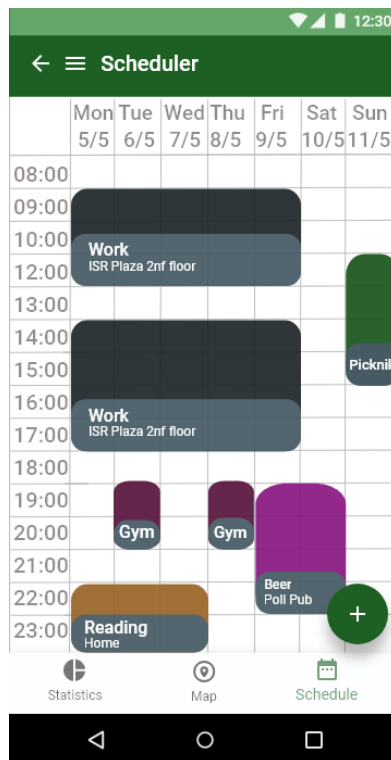 12:30
Scheduler
Mon Tue Wed Thu Fri Sat Sun
5/5 6/5 7/5 8/5 9/5 10/5 11/5
08:00
09:00
10:00
Work
ISR Plaza 2nf floor
12:00
13:00
14:00
15:00
Picknik
16:00
Work
ISR Plaza 2nf floor
17:00
18:00
19:00
20:00
Gym
Gym
21:00
Beer
Poll Pub
22:00
23:00
Reading
Home
+
Statistics
Map
Schedule